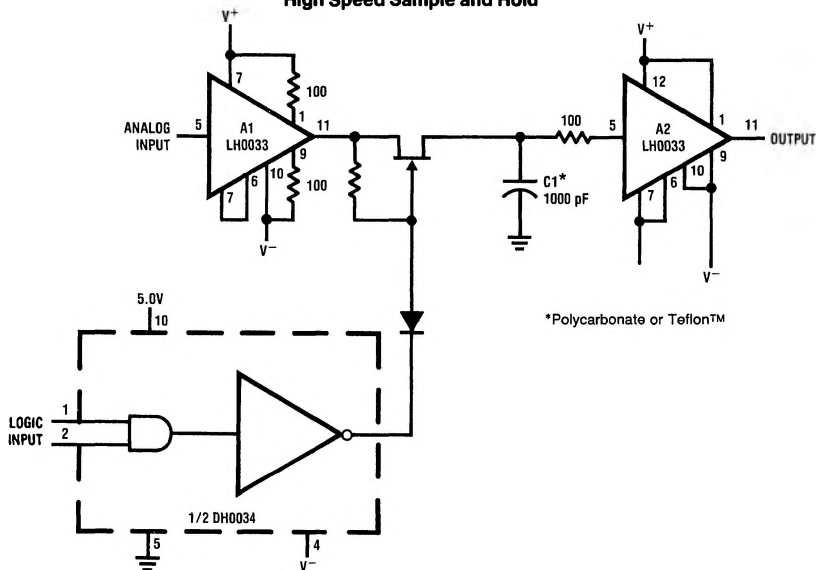 High Speed Sample and Hold
V+
7
100
1
ANALOG
INPUT
5
A1
LH0033
11
9
10
6
7
100
V−
C1*
1000 pF
100
5
V+
12
A2
LH0033
1
11
OUTPUT
9
10
6
7
V−
*Polycarbonate or Teflon™
5.0V
10
LOGIC
INPUT
1
2
1/2 DH0034
5
4
V−